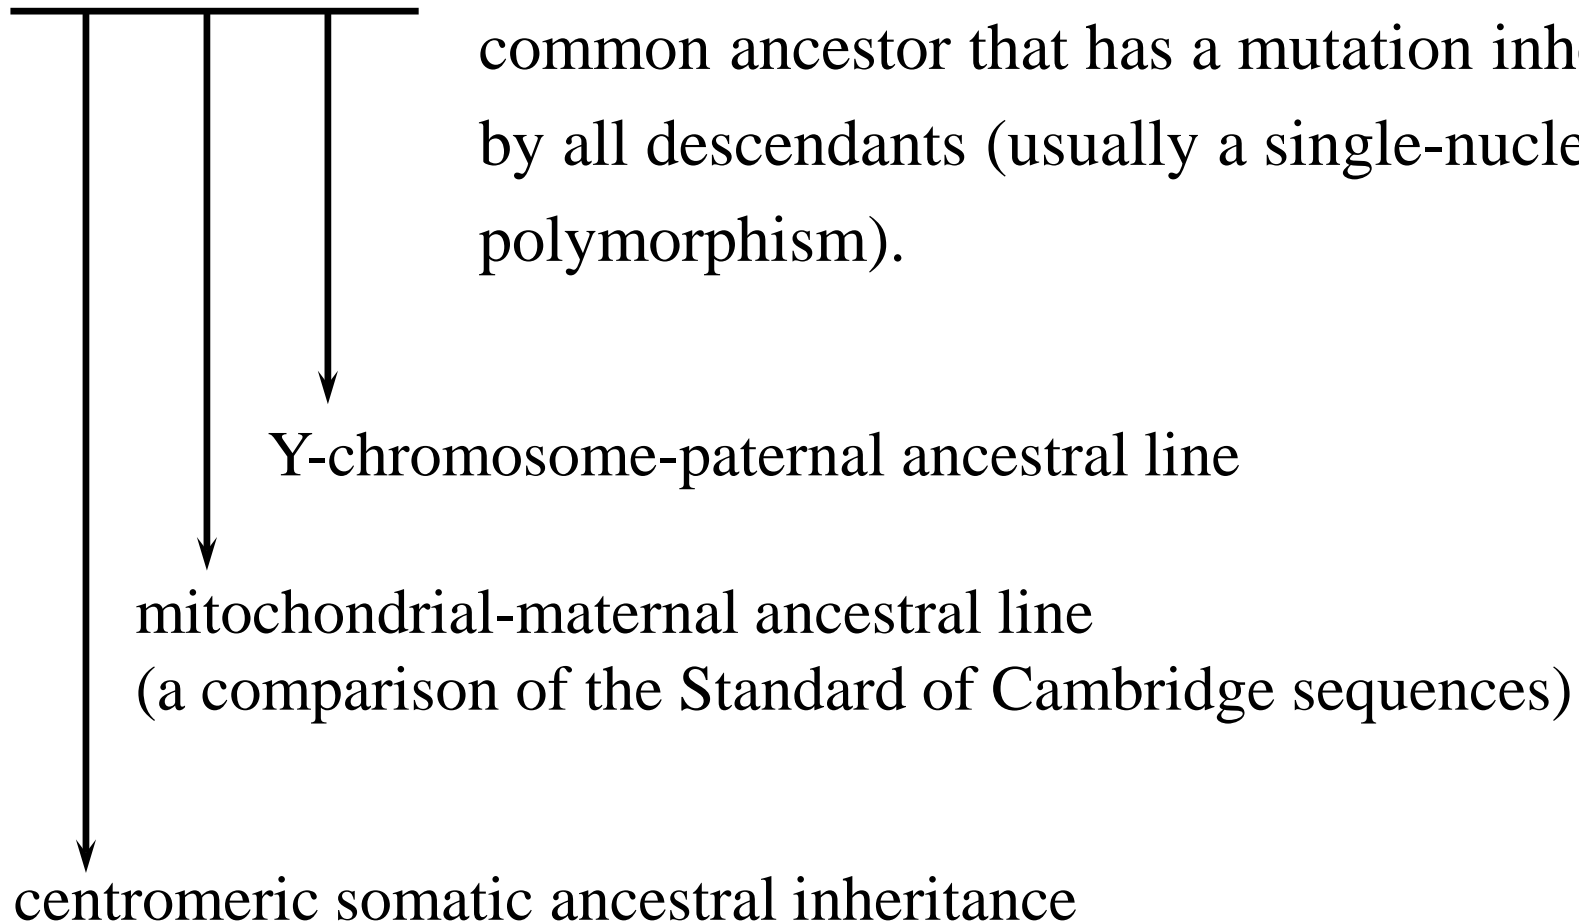 common ancestor that has a mutation inhe
by all descendants (usually a single-nucle
polymorphism).
Y-chromosome-paternal ancestral line
mitochondrial-maternal ancestral line
(a comparison of the Standard of Cambridge sequences)
centromeric somatic ancestral inheritance